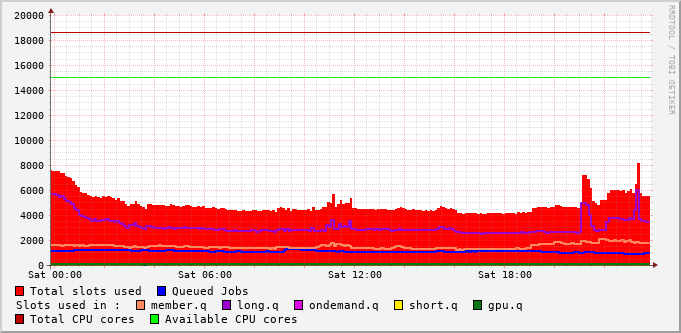 RRDTOOL / TOBI OETIKER
20000
18000
16000
14000
12000
10000
8000
6000
4000
2000
0
Sat 00:00 Sat 06:00 Sat 12:00 Sat 18:00
Total slots used Queued Jobs
Slots used in : member.q long.q ondemand.q short.q gpu.q
Total CPU cores Available CPU cores